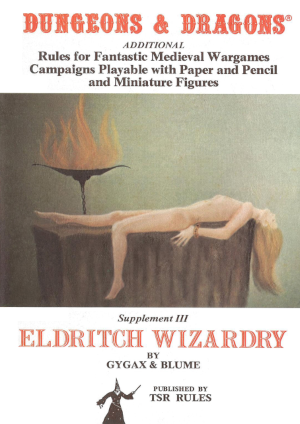 DUNGEONS & DRAGONS®
ADDITIONAL
Rules for Fantastic Medieval Wargames
Campaigns Playable with Paper and Pencil
and Miniature Figures
Supplement III
ELDRITCH WIZARDRY
BY
GYGAX & BLUME
PUBLISHED BY
TSR RULES